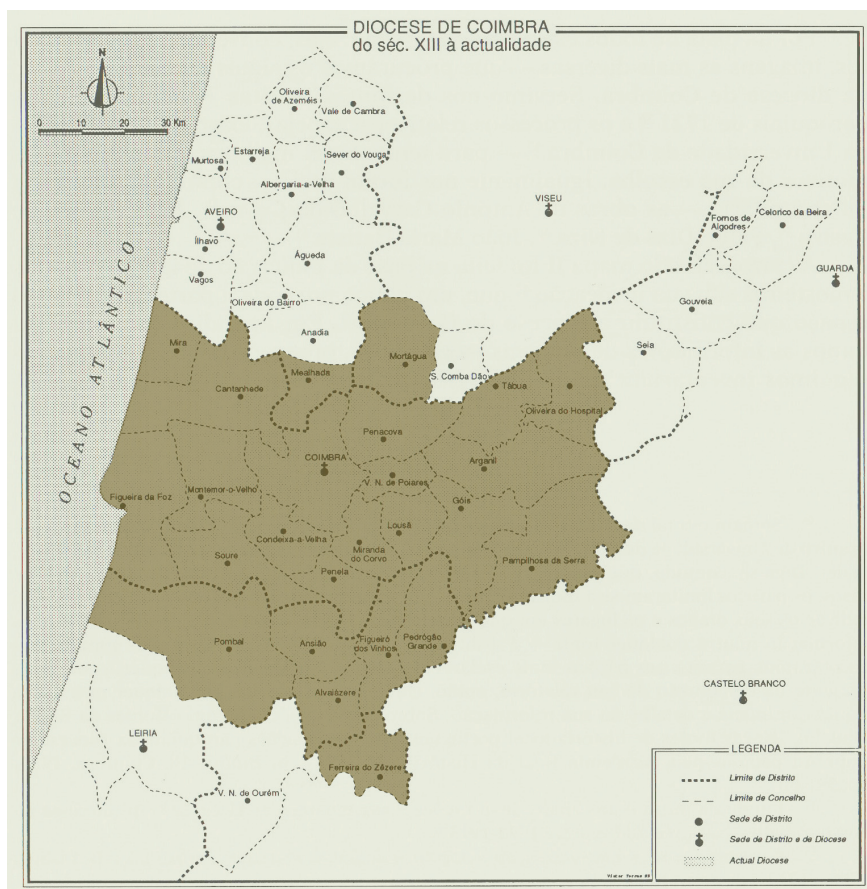 DIOCESE DE COIMBRA
do séc. XIII à actualidade
N
0 10 20 30 Km
Oliveira
de Azeméis
Vale de Cambra
Estarreja
Sever do Vouga
Murtosa
Albergaria-a-Velha
AVEIRO
VISEU
Fornos de
Algodres
Celorico da Beira
Ílhavo
Águeda
GUARDA
Vagos
Oliveira do Bairro
Gouveia
OCEANO ATLÂNTICO
Anadia
Mira
Seia
Mortágua
S. Comba Dão
Mealhada
Tábua
Cantanhede
Oliveira do Hospital
Penacova
COIMBRA
Arganil
V. N. de Poiares
Montemor-o-Velho
Figueira da Foz
Góis
Lousã
Condeixa-a-Velha
Miranda
do Corvo
Soure
Pampilhosa da Serra
Penela
Pombal
Ansião
Figueiró
dos Vinhos
Pedrógão
Grande
Alvaiázere
CASTELO BRANCO
LEIRIA
Ferreira do Zêzere
V. N. de Ourém
LEGENDA
Limite de Distrito
Limite de Concelho
Sede de Distrito
Sede de Distrito e de Diocese
Actual Diocese